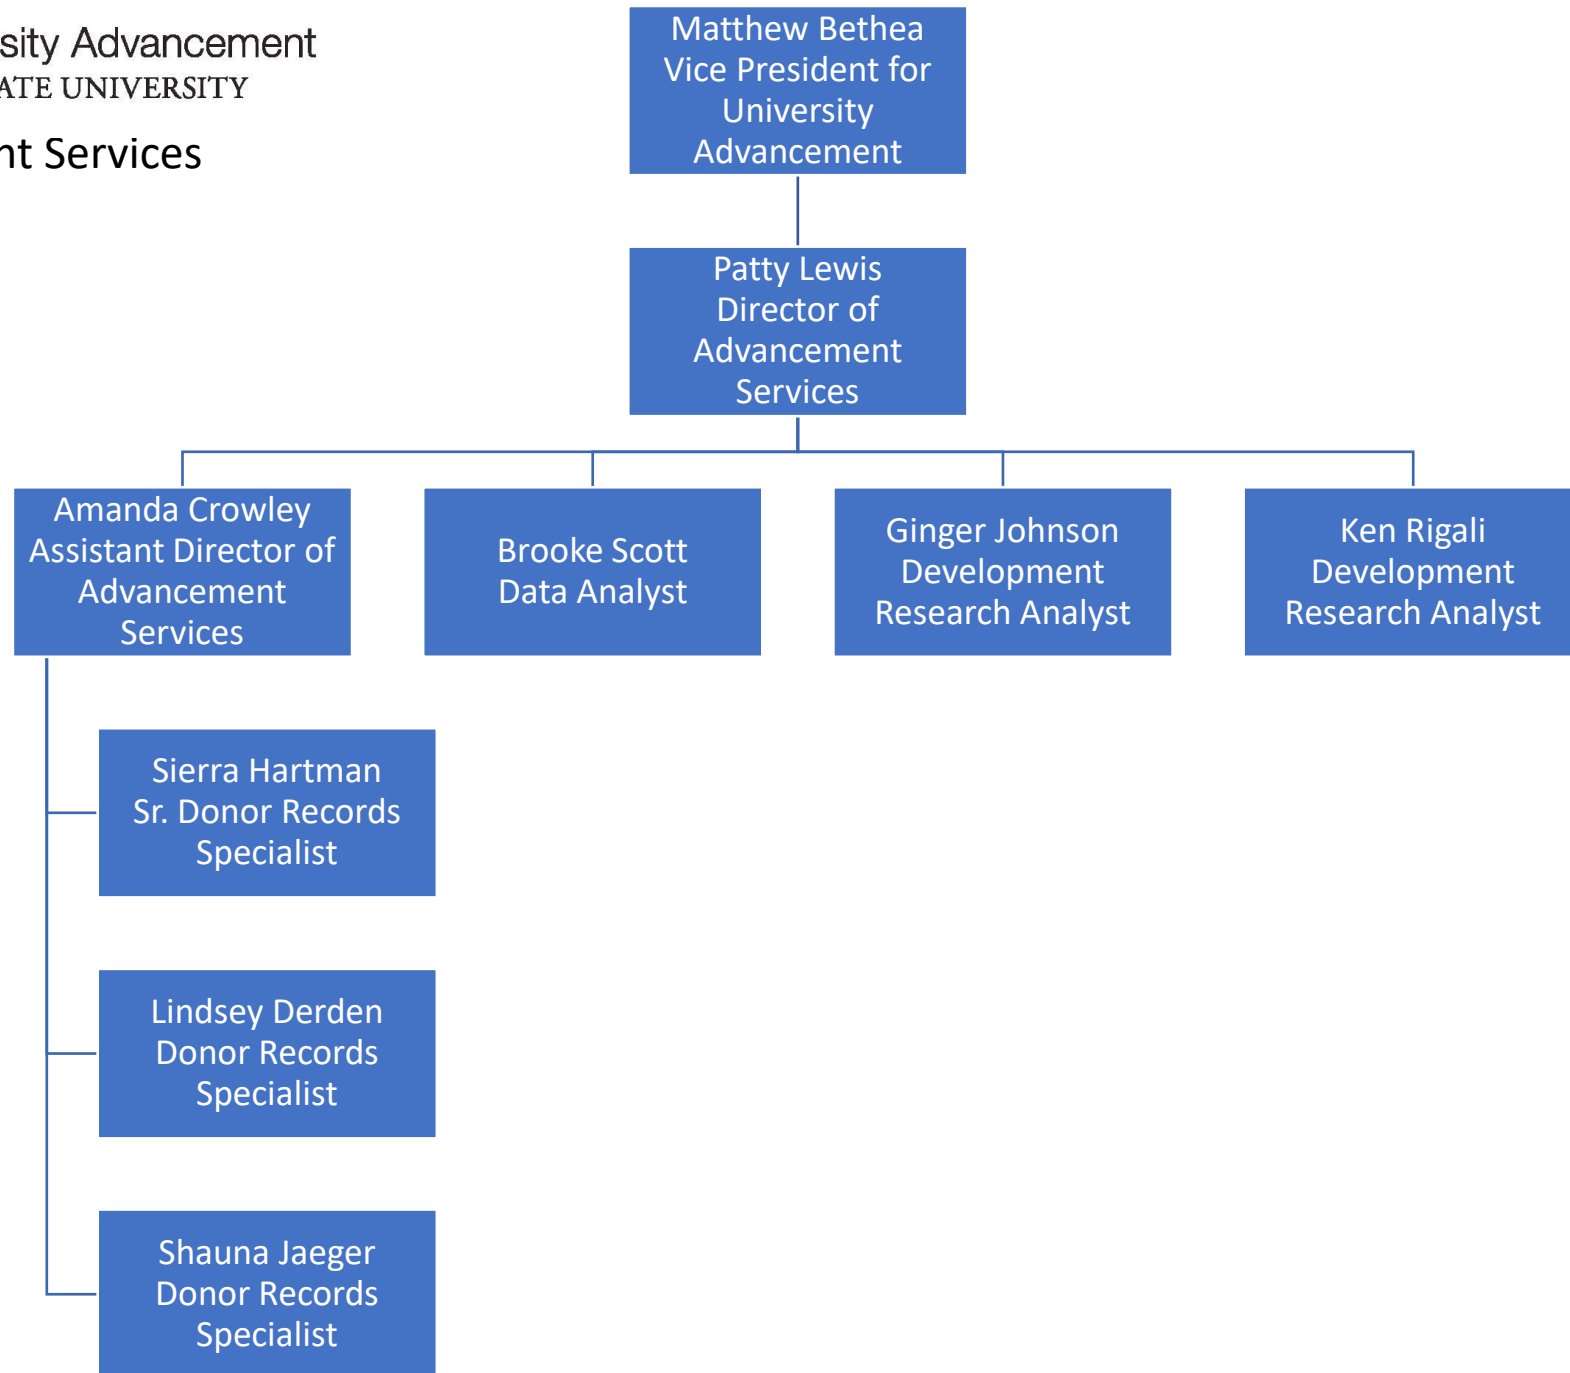 sity Advancement
ATE UNIVERSITY
nt Services
Matthew Bethea
Vice President for
University
Advancement
Patty Lewis
Director of
Advancement
Services
Amanda Crowley
Assistant Director of
Advancement
Services
Brooke Scott
Data Analyst
Ginger Johnson
Development
Research Analyst
Ken Rigali
Development
Research Analyst
Sierra Hartman
Sr. Donor Records
Specialist
Lindsey Derden
Donor Records
Specialist
Shauna Jaeger
Donor Records
Specialist